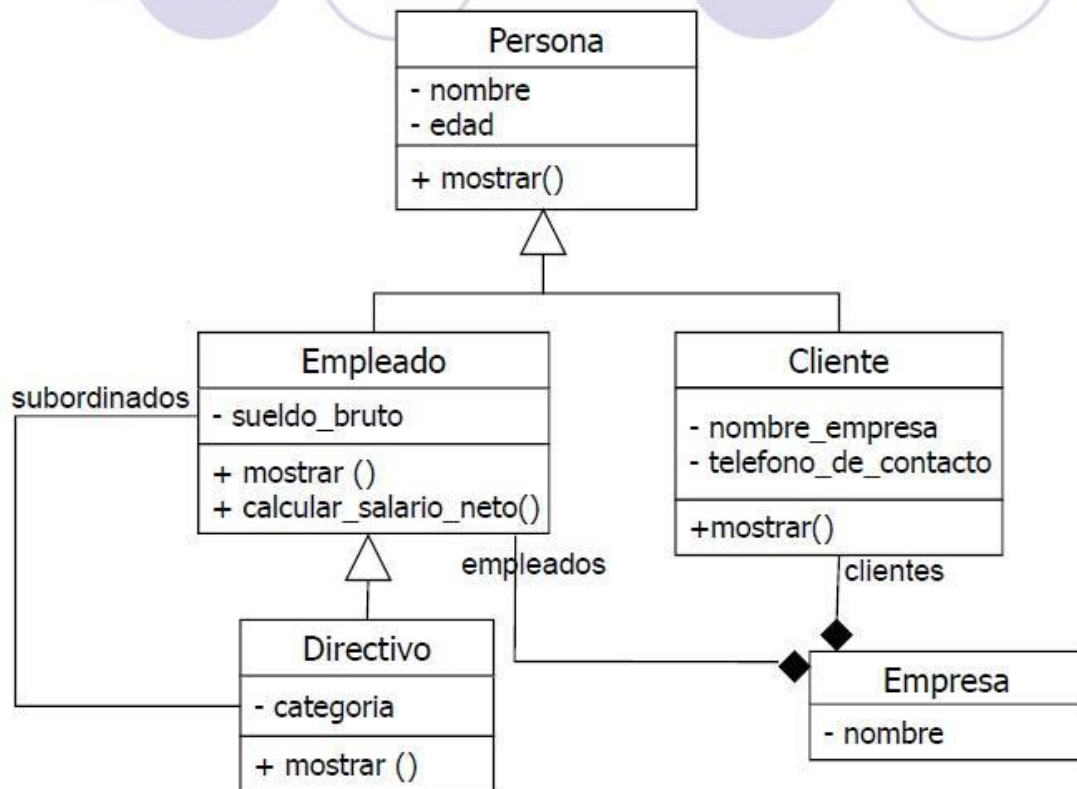 Persona
- nombre
- edad
+ mostrar()
Empleado
- sueldo_bruto
+ mostrar ()
+ calcular_salario_neto()
Cliente
- nombre_empresa
- telefono_de_contacto
+mostrar()
subordinados
empleados
clientes
Directivo
- categoria
+ mostrar ()
Empresa
- nombre